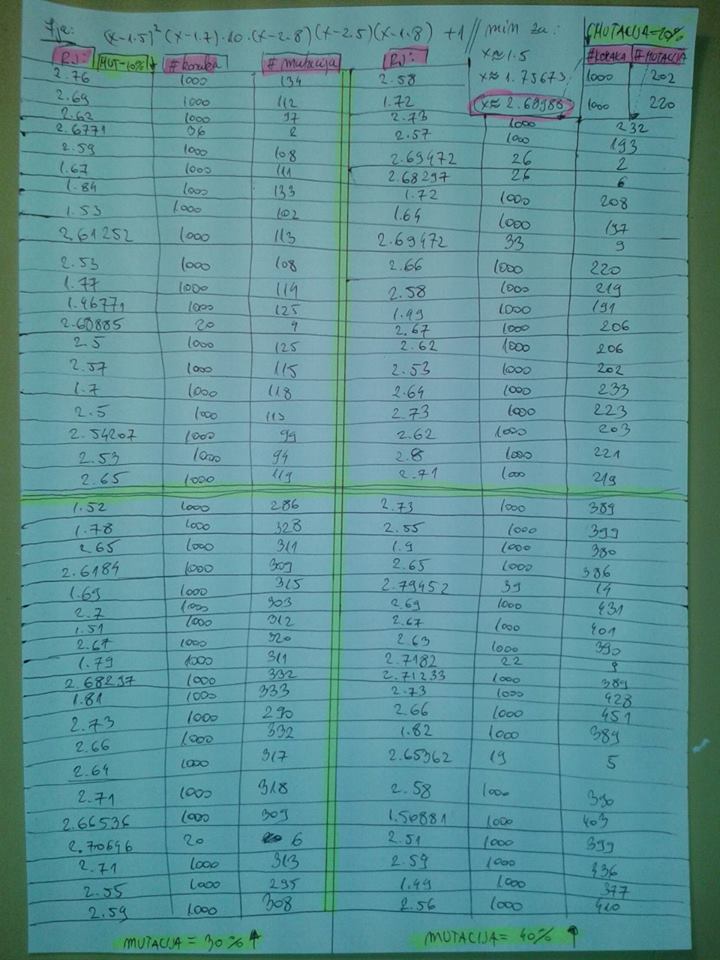 fja: (x-1.5)²(x-1.7)·10·(x-2.8)(x-2.5)(x-1.8) +1 // min za: MUTACIJA=20%
Rj: MUT=10% # koraka # mutacija Rj: x≈1.5 # KORAKA # MUTACIJA
2.76 1000 134 2.58 x≈1.75673 1000 202
2.69 1000 112 1.72 x≈2.68985 1000 220
2.62 1000 97 2.73 1000 232
2.6771 36 2 2.57 1000 193
2.59 1000 108 2.69472 26 2
1.67 1000 111 2.68297 26 6
1.84 1000 133 1.72 1000 208
1.53 1000 102 1.64 1000 197
2.61252 1000 113 2.69472 33 9
2.53 1000 108 2.66 1000 220
1.77 1000 114 2.58 1000 219
1.46771 1000 125 1.49 1000 191
2.68885 20 4 2.67 1000 206
2.5 1000 125 2.62 1000 206
2.57 1000 115 2.53 1000 202
1.7 1000 118 2.64 1000 233
2.5 1000 113 2.73 1000 223
2.54207 1000 99 2.62 1000 203
2.53 1000 94 2.8 1000 221
2.65 1000 119 2.71 1000 219
1.52 1000 286 2.73 1000 389
1.78 1000 328 2.55 1000 399
2.65 1000 311 1.9 1000 380
2.6184 1000 309 2.65 1000 386
1.69 1000 315 2.79452 39 14
2.7 1000 303 2.69 1000 431
1.51 1000 312 2.67 1000 401
2.67 1000 320 2.63 1000 390
1.79 1000 311 2.7182 22 9
2.68297 1000 332 2.71233 1000 389
1.81 1000 333 2.73 1000 428
2.73 1000 290 2.66 1000 451
2.66 1000 332 1.82 1000 389
2.64 1000 317 2.65362 19 5
2.71 1000 318 2.58 1000 390
2.66536 1000 309 1.50881 1000 403
2.70646 20 6 2.51 1000 399
2.71 1000 313 2.59 1000 436
2.55 1000 295 1.49 1000 377
2.59 1000 308 2.56 1000 410
MUTACIJA = 30% ↑ MUTACIJA = 40% ↑